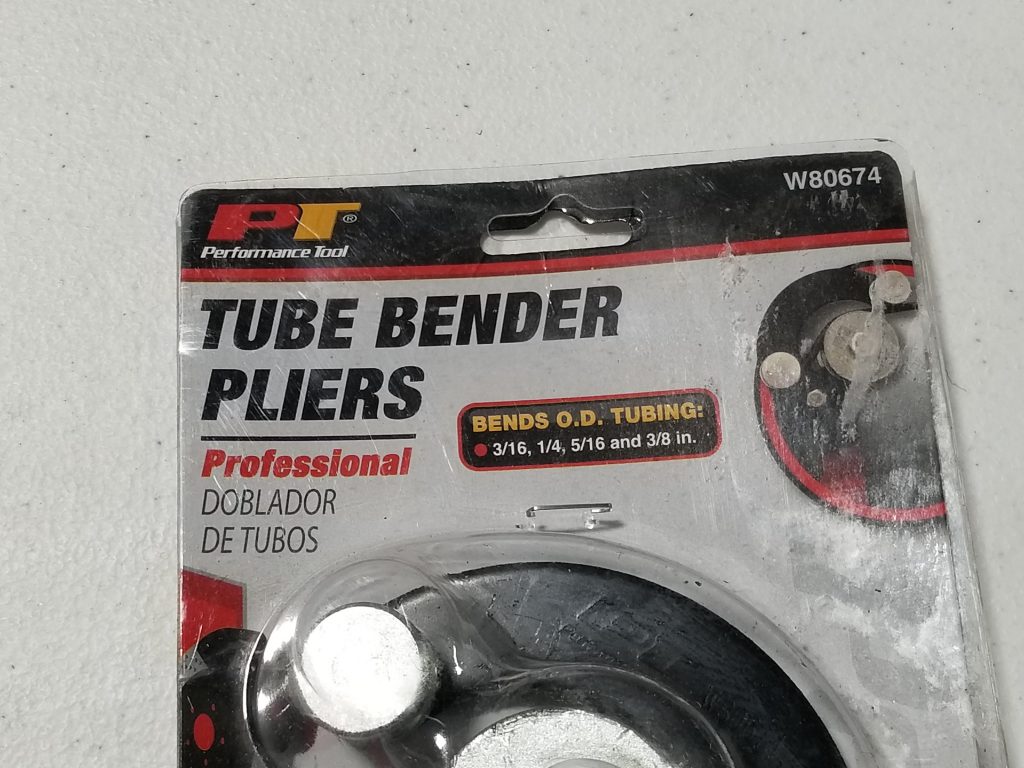 PT®
Performance Tool
W80674
TUBE BENDER
PLIERS
Professional
DOBLADOR
DE TUBOS
BENDS O.D. TUBING:
3/16, 1/4, 5/16 and 3/8 in.